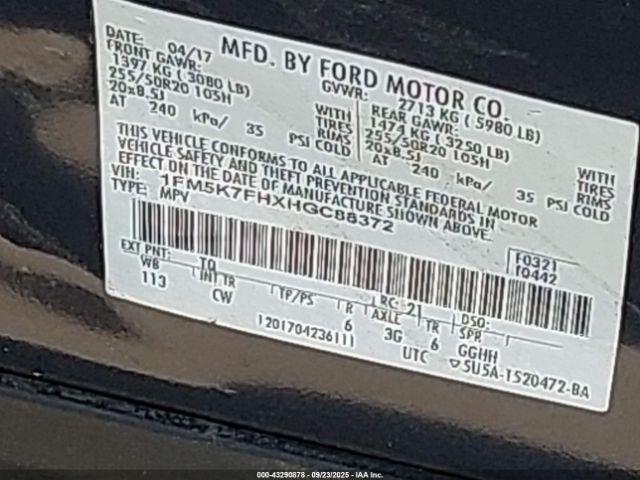 MFD. BY FORD MOTOR CO.
DATE: 04/17 GVWR: 2713 KG ( 5980 LB)
FRONT GAWR: REAR GAWR:
1397 KG ( 3080 LB) WITH 1474 KG ( 3250 LB) WITH
255/50R20 105H TIRES 255/50R20 105H TIRES
20x8.5J RIMS 20x8.5J RIMS
AT 240 kPa/ 35 PSI COLD AT 240 kPa/ 35 PSI COLD
THIS VEHICLE CONFORMS TO ALL APPLICABLE FEDERAL MOTOR
VEHICLE SAFETY AND THEFT PREVENTION STANDARDS IN
EFFECT ON THE DATE OF MANUFACTURE SHOWN ABOVE.
VIN: 1FM5K7FHXHGC88372
TYPE: MPV
F0321
T0442
EXT PNT: TQ RC: 2 DSO:
WB INT TR TP/PS R AXLE TR SPR
113 CW 6 3G 6 GGHH
12017042361 11 UTC ▽5U5A-1520472-BA
000-43290878 - 09/23/2025 - IAA Inc.